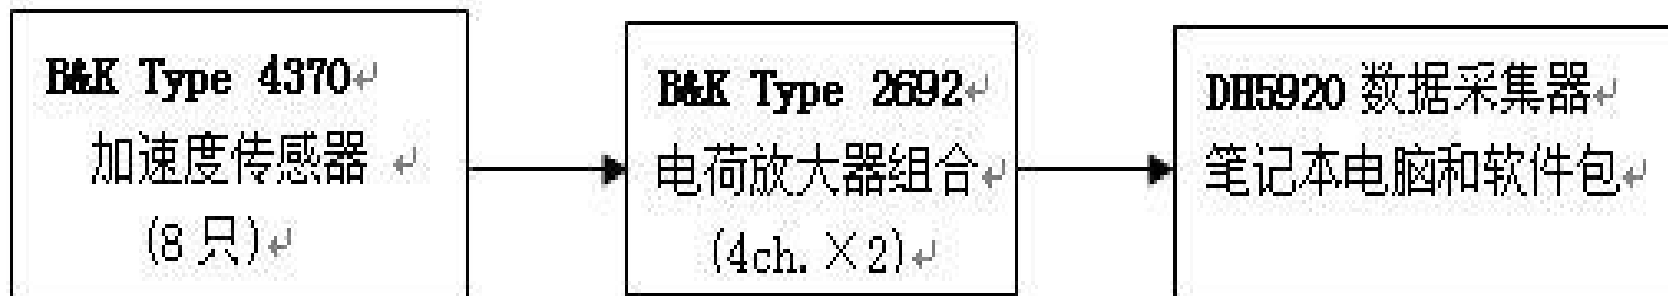 B&K Type 4370↵
加速度传感器 ↵
(8 只)↵
B&K Type 2692↵
电荷放大器组合↵
(4ch.×2)↵
DH5920 数据采集器↵
笔记本电脑和软件包↵